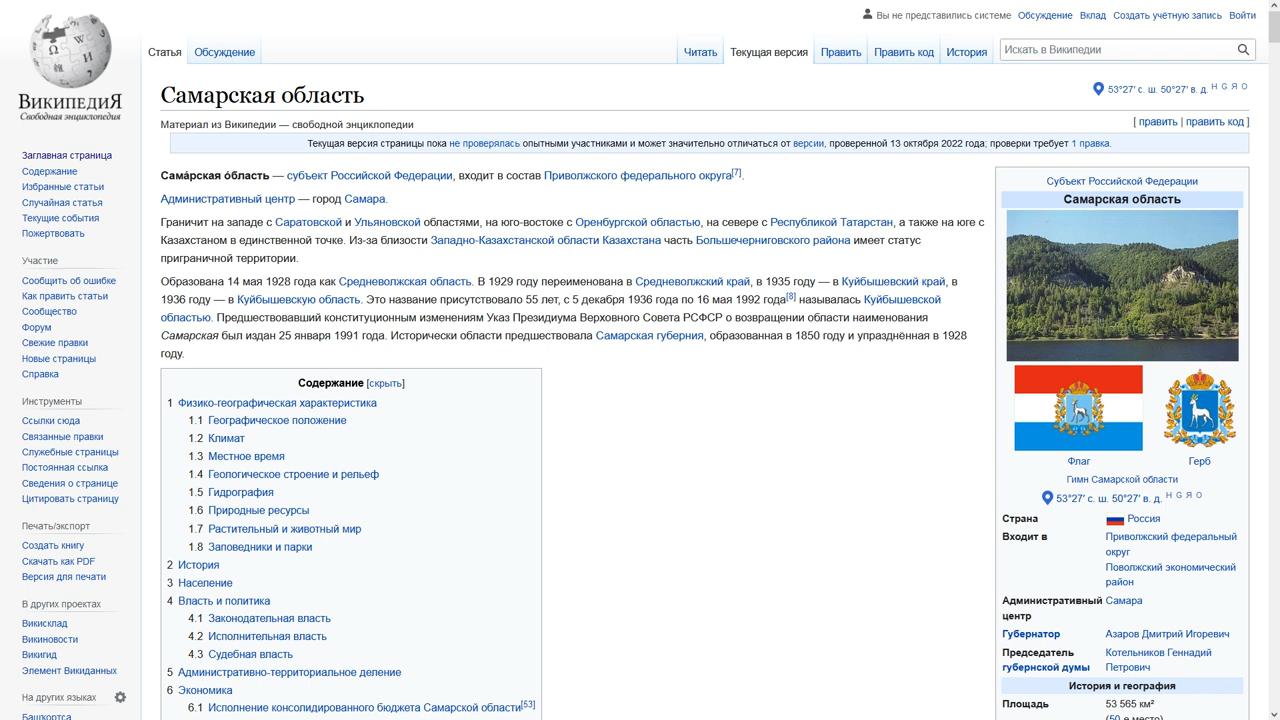 Вы не представились системе Обсуждение Вклад Создать учётную запись Войти
Статья Обсуждение Читать Текущая версия Править Править код История Искать в Википедии
ВикипедиЯ
Свободная энциклопедия
Заглавная страница
Содержание
Избранные статьи
Случайная статья
Текущие события
Пожертвовать
Участие
Сообщить об ошибке
Как править статьи
Сообщество
Форум
Свежие правки
Новые страницы
Справка
Инструменты
Ссылки сюда
Связанные правки
Служебные страницы
Постоянная ссылка
Сведения о странице
Цитировать страницу
Печать/экспорт
Создать книгу
Скачать как PDF
Версия для печати
В других проектах
Викисклад
Викиновости
Викигид
Элемент Викиданных
На других языках
Башҡортса
Самарская область
53°27′ с. ш. 50°27′ в. д. H G Я O
Материал из Википедии — свободной энциклопедии
[ править | править код ]
Текущая версия страницы пока не проверялась опытными участниками и может значительно отличаться от версии, проверенной 13 октября 2022 года; проверки требует 1 правка.
Сама́рская о́бласть — субъект Российской Федерации, входит в состав Приволжского федерального округа[7].
Административный центр — город Самара.
Граничит на западе с Саратовской и Ульяновской областями, на юго-востоке с Оренбургской областью, на севере с Республикой Татарстан, а также на юге с
Казахстаном в единственной точке. Из-за близости Западно-Казахстанской области Казахстана часть Большечерниговского района имеет статус
приграничной территории.
Образована 14 мая 1928 года как Средневолжская область. В 1929 году переименована в Средневолжский край, в 1935 году — в Куйбышевский край, в
1936 году — в Куйбышевскую область. Это название присутствовало 55 лет, с 5 декабря 1936 года по 16 мая 1992 года[8] называлась Куйбышевской
областью. Предшествовавший конституционным изменениям Указ Президиума Верховного Совета РСФСР о возвращении области наименования
Самарская был издан 25 января 1991 года. Исторически области предшествовала Самарская губерния, образованная в 1850 году и упразднённая в 1928
году.
Содержание [скрыть]
1 Физико-географическая характеристика
1.1 Географическое положение
1.2 Климат
1.3 Местное время
1.4 Геологическое строение и рельеф
1.5 Гидрография
1.6 Природные ресурсы
1.7 Растительный и животный мир
1.8 Заповедники и парки
2 История
3 Население
4 Власть и политика
4.1 Законодательная власть
4.2 Исполнительная власть
4.3 Судебная власть
5 Административно-территориальное деление
6 Экономика
6.1 Исполнение консолидированного бюджета Самарской области[53]
Субъект Российской Федерации
Самарская область
Флаг Герб
Гимн Самарской области
53°27′ с. ш. 50°27′ в. д. H G Я O
Страна Россия
Входит в Приволжский федеральный
округ
Поволжский экономический
район
Административный Самара
центр
Губернатор Азаров Дмитрий Игоревич
Председатель Котельников Геннадий
губернской думы Петрович
История и география
Площадь 53 565 км²
(50-е место)